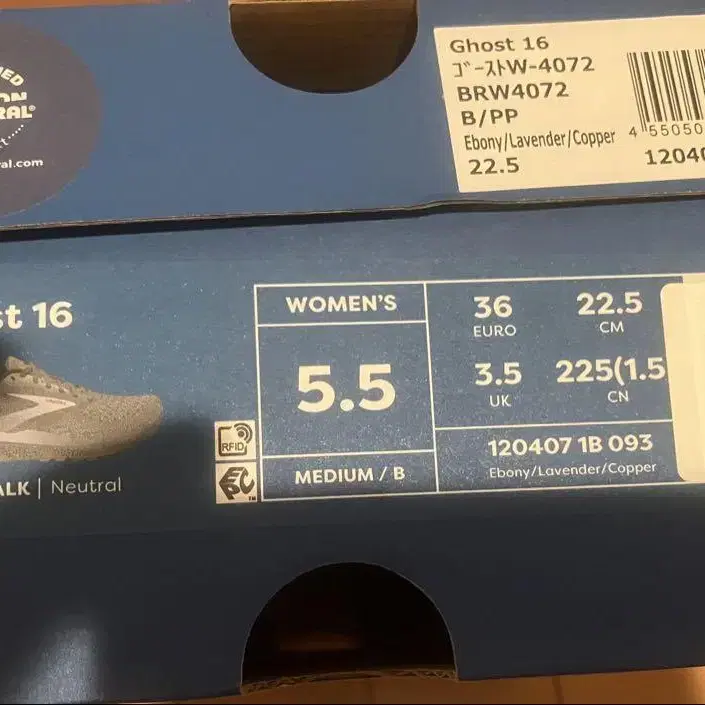 Ghost 16
ゴーストW-4072
BRW4072
B/PP
Ebony/Lavender/Copper
22.5
al.com
16
WOMEN'S
5.5
MEDIUM / B
36
EURO
22.5
CM
3.5
UK
225(1.5
CN
120407 1B 093
Ebony/Lavender/Copper
RFID
EPC
Neutral